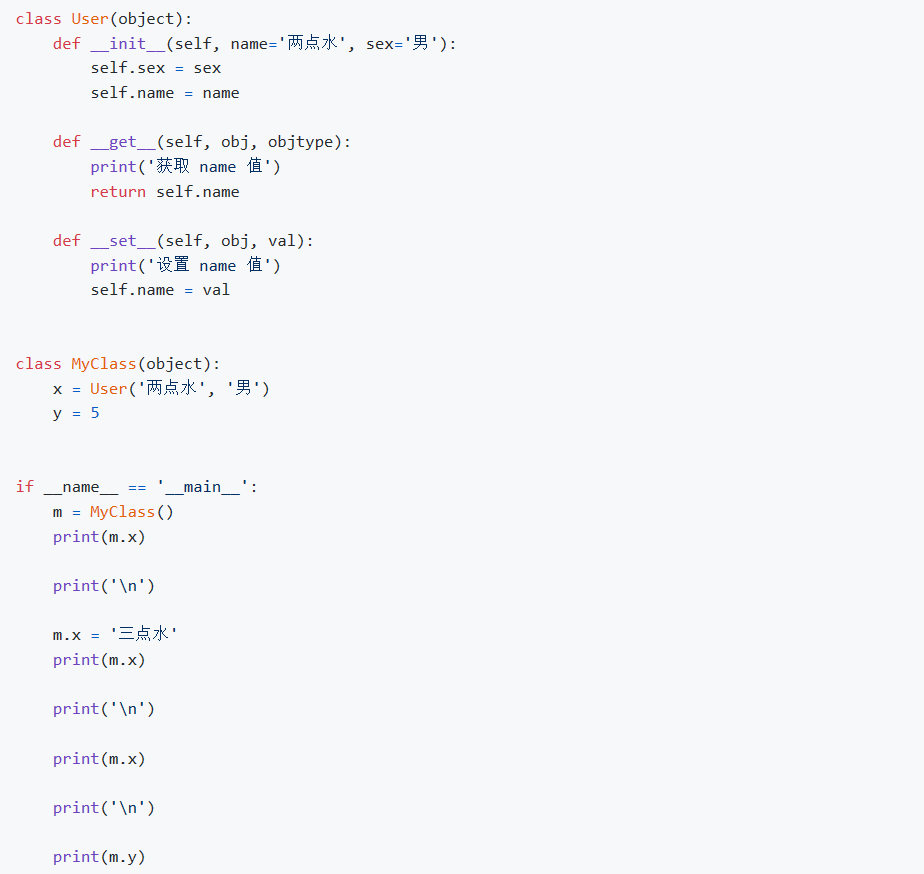 class User(object):
    def __init__(self, name='两点水', sex='男'):
        self.sex = sex
        self.name = name

    def __get__(self, obj, objtype):
        print('获取 name 值')
        return self.name

    def __set__(self, obj, val):
        print('设置 name 值')
        self.name = val


class MyClass(object):
    x = User('两点水', '男')
    y = 5


if __name__ == '__main__':
    m = MyClass()
    print(m.x)

    print('\n')

    m.x = '三点水'
    print(m.x)

    print('\n')

    print(m.x)

    print('\n')

    print(m.y)